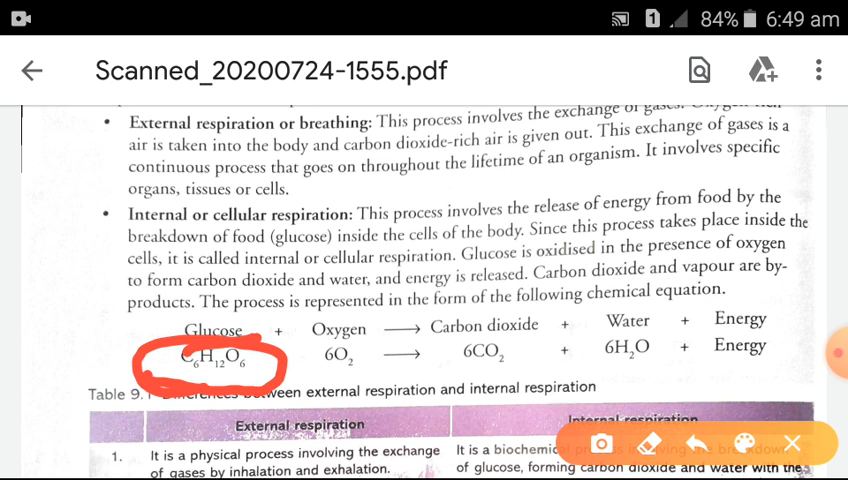 84% 6:49 am
Scanned_20200724-1555.pdf
• External respiration or breathing: This process involves the exchange of gases.
air is taken into the body and carbon dioxide-rich air is given out. This exchange of gases is a
continuous process that goes on throughout the lifetime of an organism. It involves specific
organs, tissues or cells.
• Internal or cellular respiration: This process involves the release of energy from food by the
breakdown of food (glucose) inside the cells of the body. Since this process takes place inside the
cells, it is called internal or cellular respiration. Glucose is oxidised in the presence of oxygen
to form carbon dioxide and water, and energy is released. Carbon dioxide and vapour are by-
products. The process is represented in the form of the following chemical equation.
Glucose + Oxygen ⟶ Carbon dioxide + Water + Energy
C₆H₁₂O₆ 6O₂ ⟶ 6CO₂ + 6H₂O + Energy
Table 9.1 Differences between external respiration and internal respiration
External respiration Internal respiration
1. It is a physical process involving the exchange It is a biochemical process involving the breakdown
of gases by inhalation and exhalation. of glucose, forming carbon dioxide and water with the